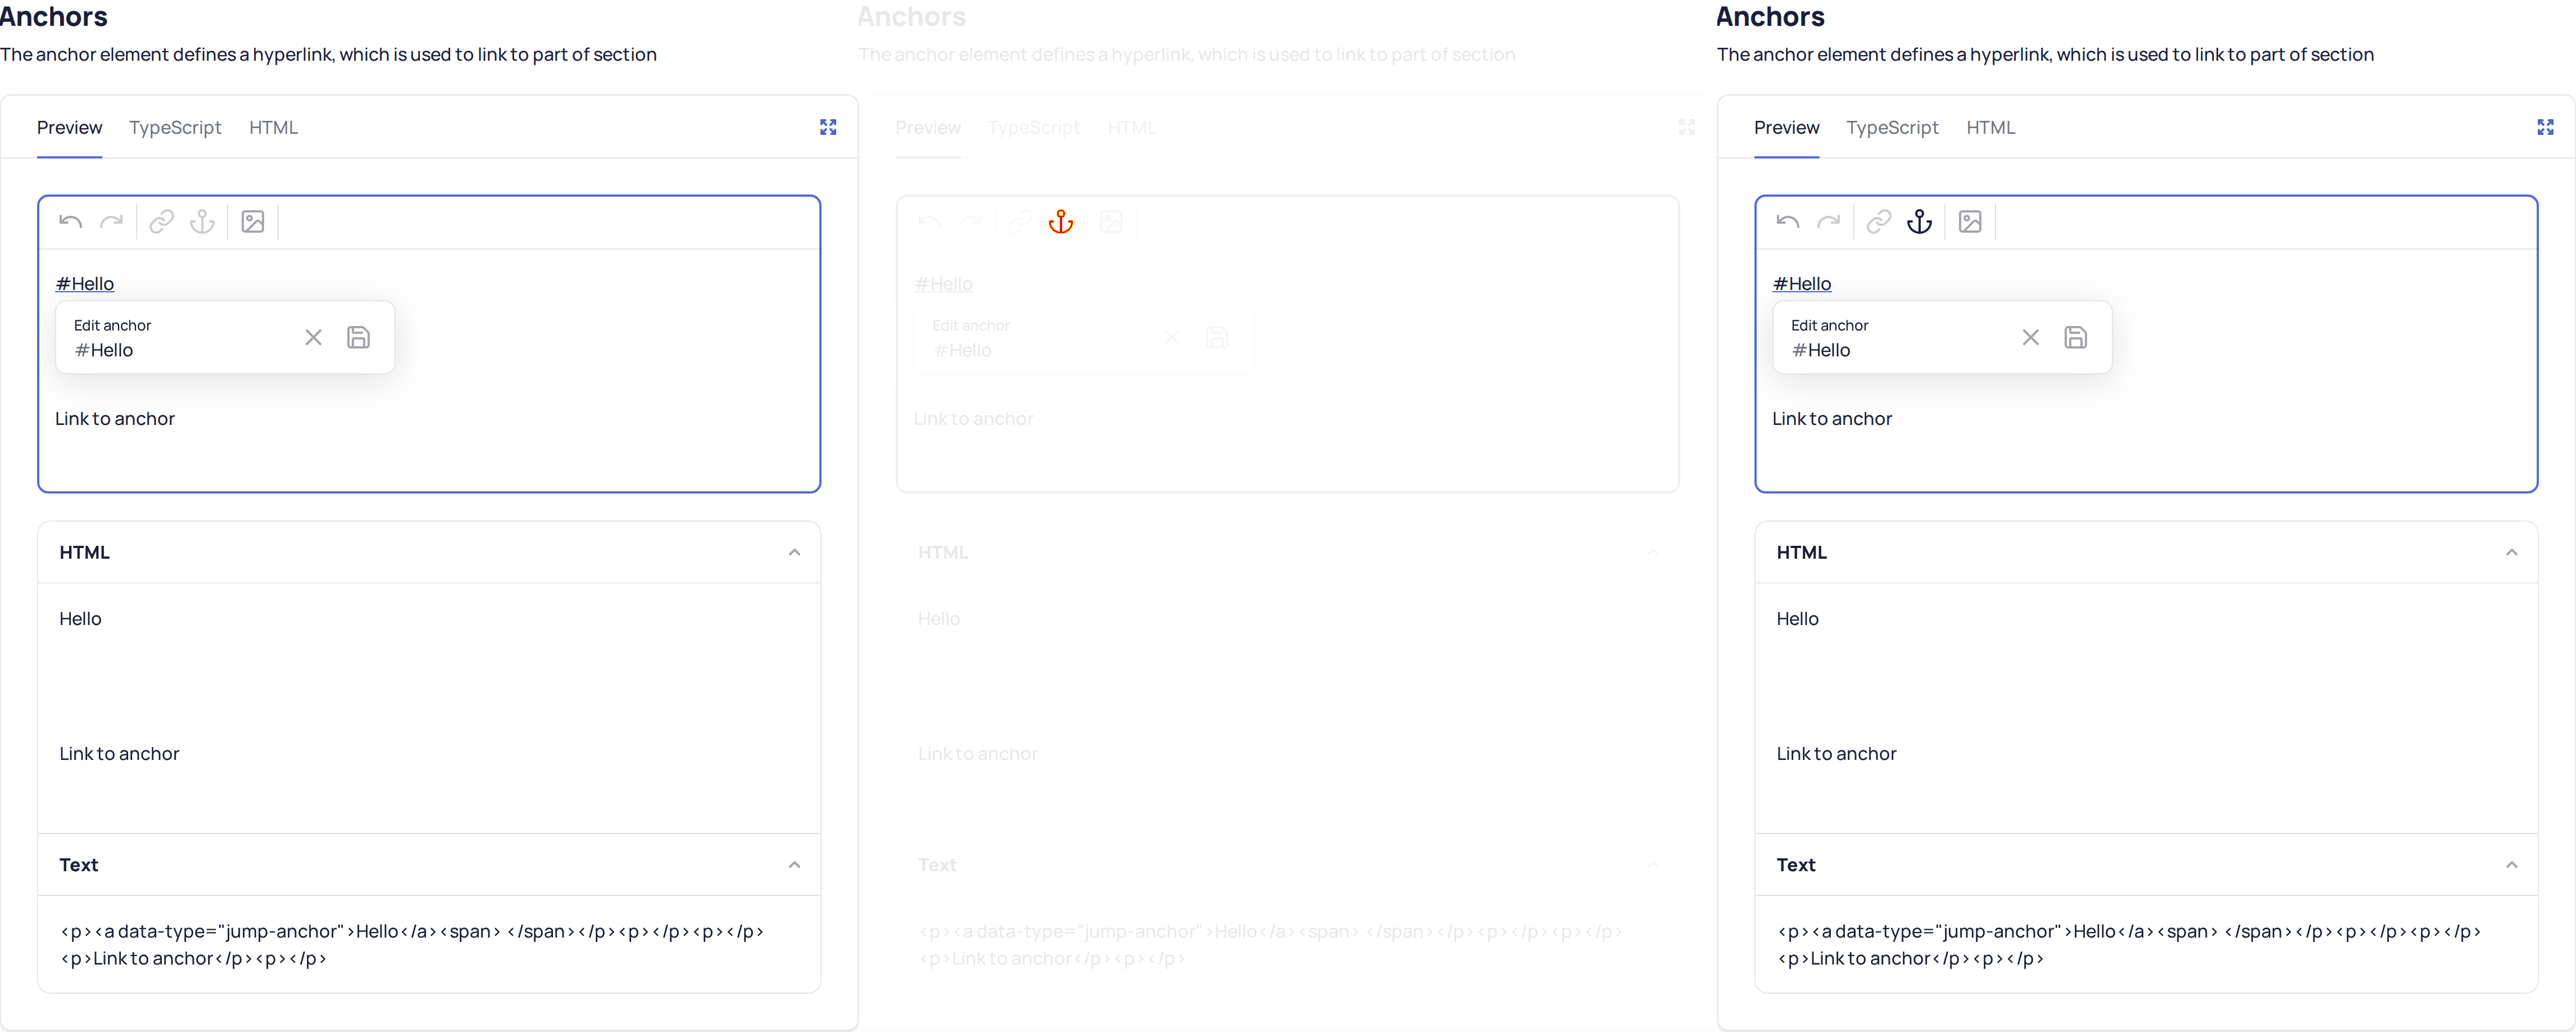 Anchors
The anchor element defines a hyperlink, which is used to link to part of section
Preview TypeScript HTML
#Hello
Edit anchor
#Hello
Link to anchor
HTML
Hello
Link to anchor
Text
<p><a data-type="jump-anchor">Hello</a><span> </span></p><p></p><p></p>
<p>Link to anchor</p><p></p>
Anchors
The anchor element defines a hyperlink, which is used to link to part of section
Preview TypeScript HTML
#Hello
Edit anchor
#Hello
Link to anchor
HTML
Hello
Link to anchor
Text
<p><a data-type="jump-anchor">Hello</a><span> </span></p><p></p><p></p>
<p>Link to anchor</p><p></p>
Anchors
The anchor element defines a hyperlink, which is used to link to part of section
Preview TypeScript HTML
#Hello
Edit anchor
#Hello
Link to anchor
HTML
Hello
Link to anchor
Text
<p><a data-type="jump-anchor">Hello</a><span> </span></p><p></p><p></p>
<p>Link to anchor</p><p></p>